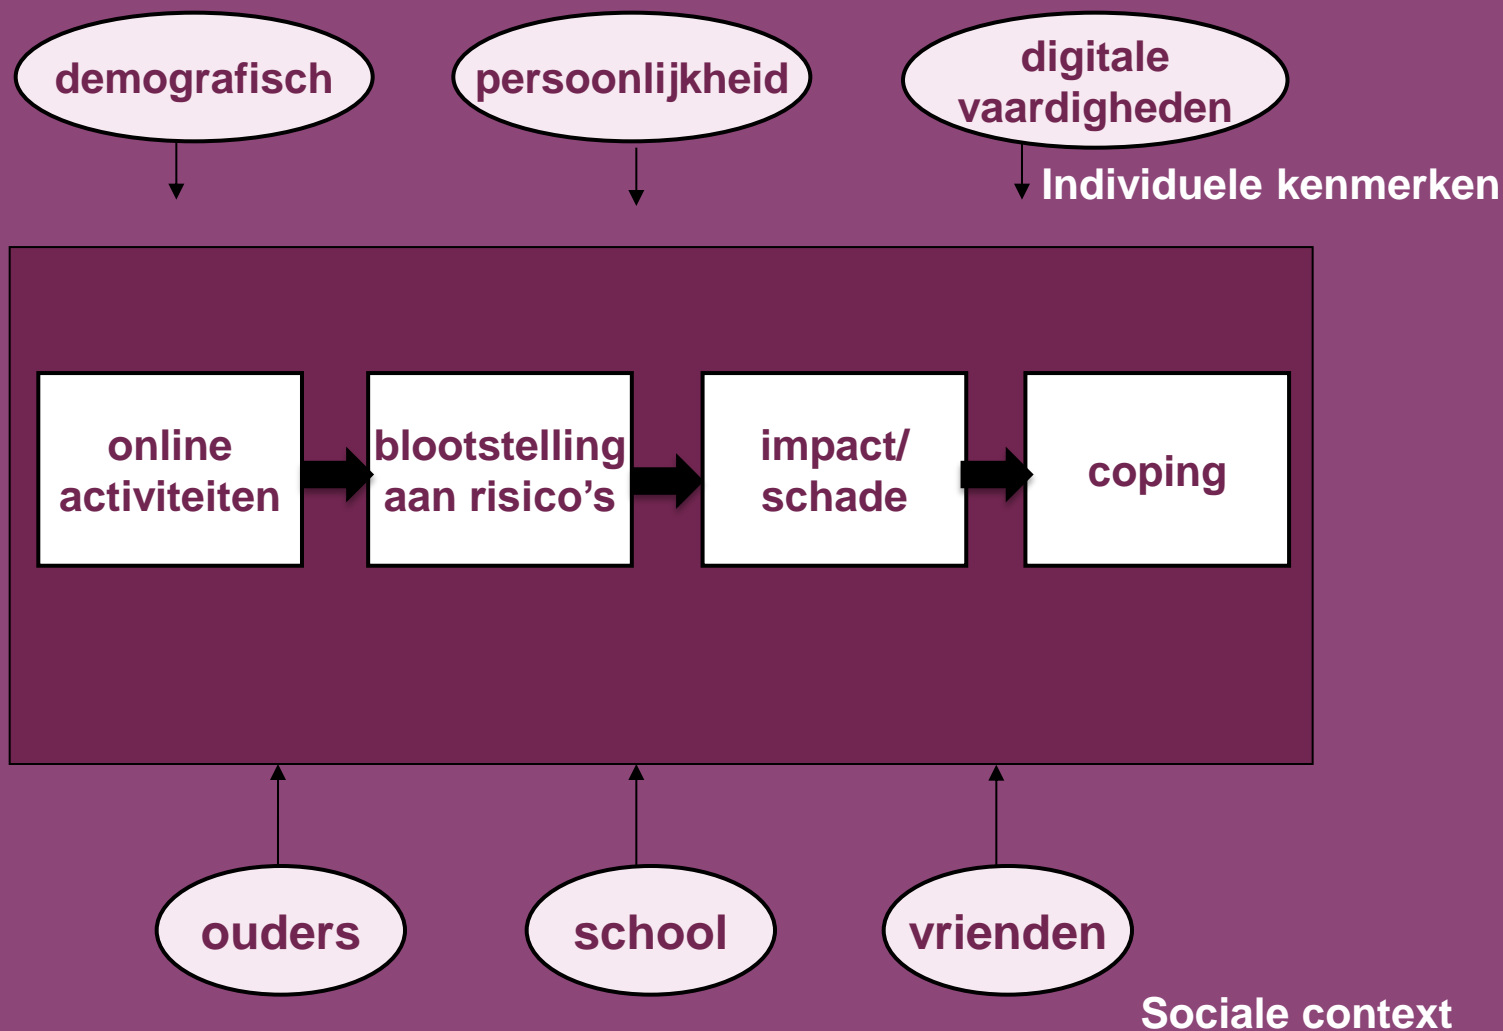 demografisch
persoonlijkheid
digitale
vaardigheden
Individuele kenmerken
online
activiteiten
blootstelling
aan risico’s
impact/
schade
coping
ouders
school
vrienden
Sociale context